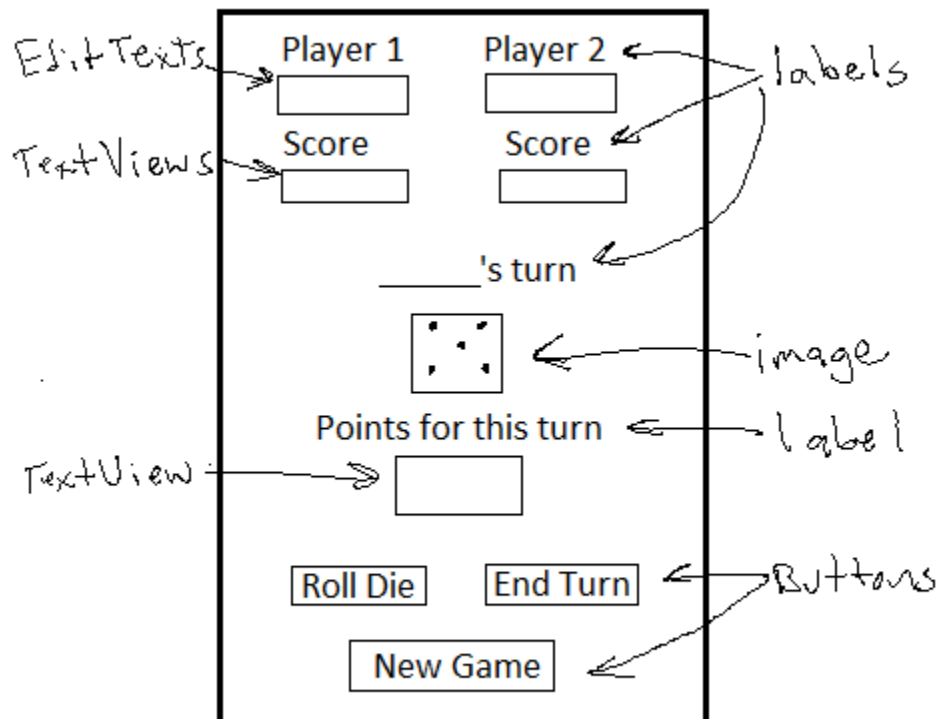 Player 1 Player 2
EditTexts labels
Score Score
TextViews
_____'s turn
image
Points for this turn label
TextView
Roll Die End Turn Buttons
New Game